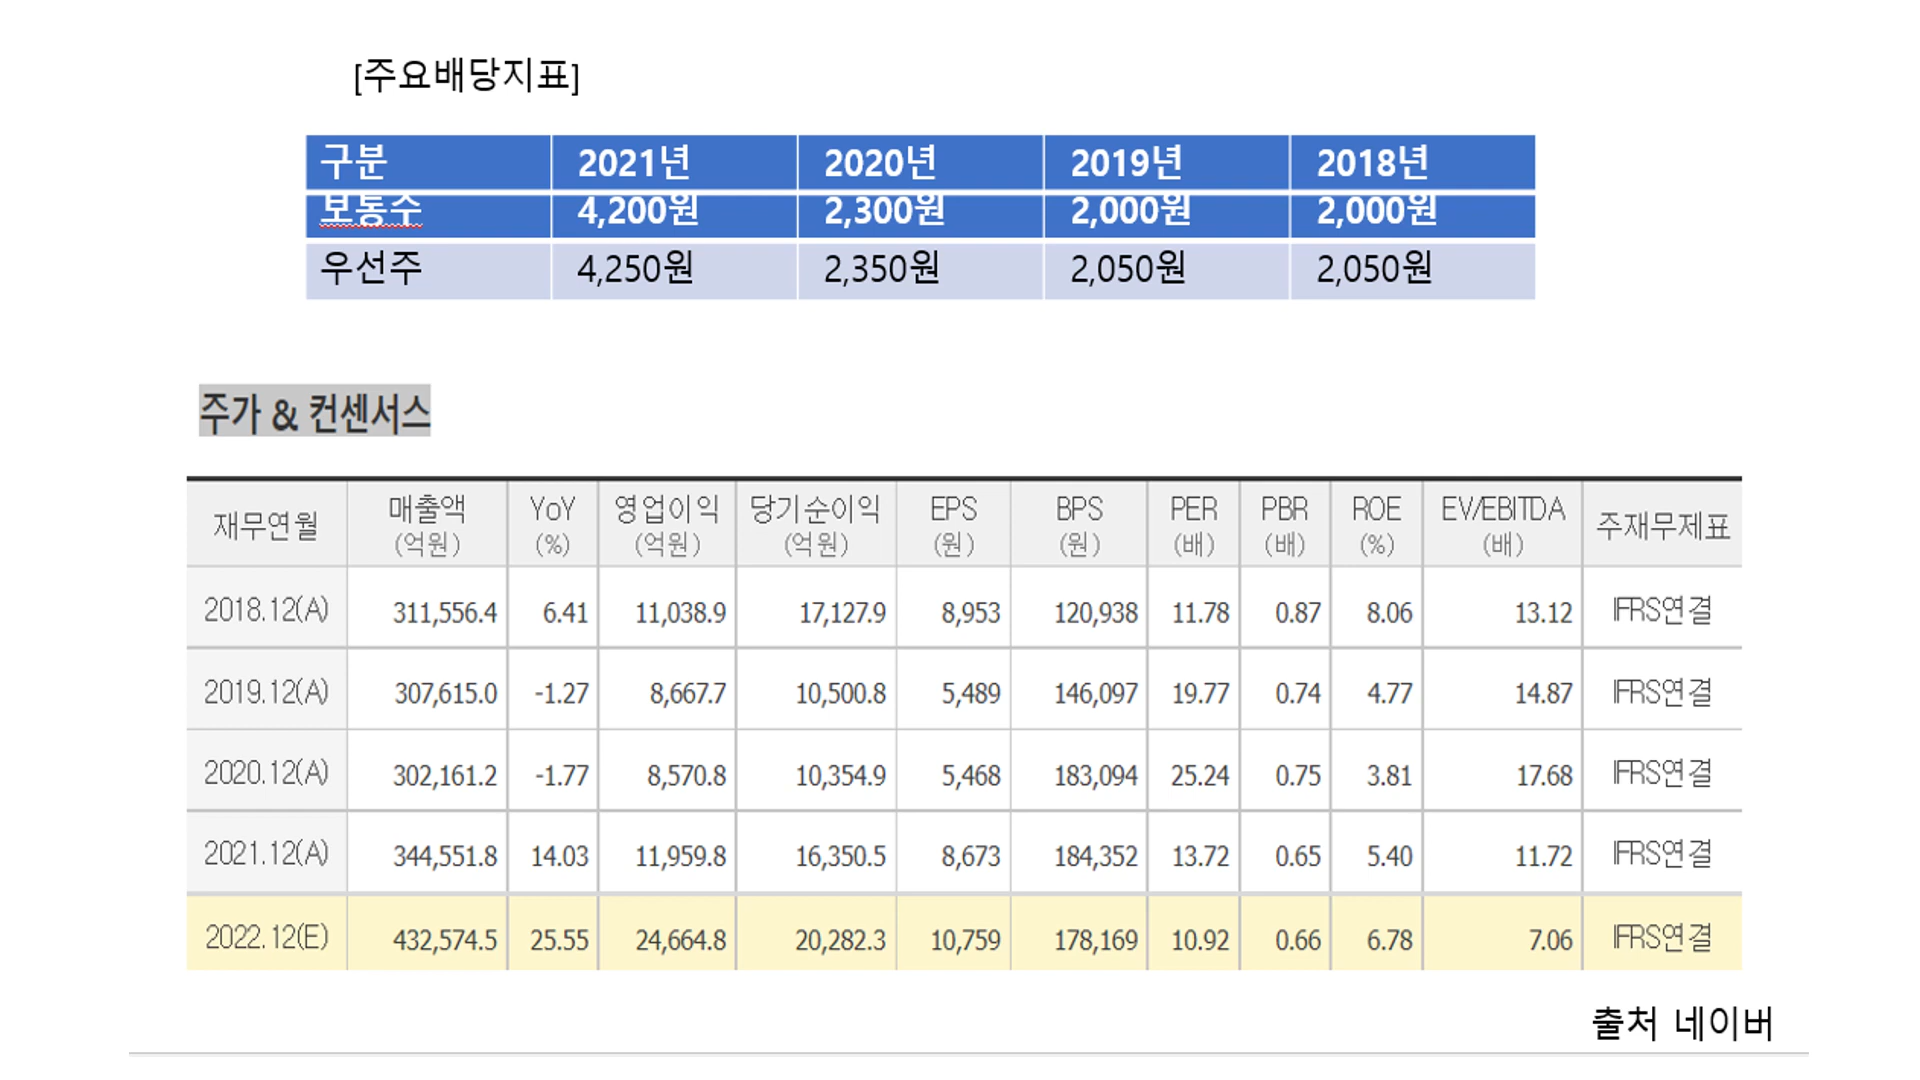 [주요배당지표]
구분 2021년 2020년 2019년 2018년
보통주 4,200원 2,300원 2,000원 2,000원
우선주 4,250원 2,350원 2,050원 2,050원
주가 & 컨센서스
재무연월 매출액 (억원) YoY (%) 영업이익 (억원) 당기순이익 (억원) EPS (원) BPS (원) PER (배) PBR (배) ROE (%) EV/EBITDA (배) 주재무제표
2018.12(A) 311,556.4 6.41 11,038.9 17,127.9 8,953 120,938 11.78 0.87 8.06 13.12 IFRS연결
2019.12(A) 307,615.0 -1.27 8,667.7 10,500.8 5,489 146,097 19.77 0.74 4.77 14.87 IFRS연결
2020.12(A) 302,161.2 -1.77 8,570.8 10,354.9 5,468 183,094 25.24 0.75 3.81 17.68 IFRS연결
2021.12(A) 344,551.8 14.03 11,959.8 16,350.5 8,673 184,352 13.72 0.65 5.40 11.72 IFRS연결
2022.12(E) 432,574.5 25.55 24,664.8 20,282.3 10,759 178,169 10.92 0.66 6.78 7.06 IFRS연결
출처 네이버